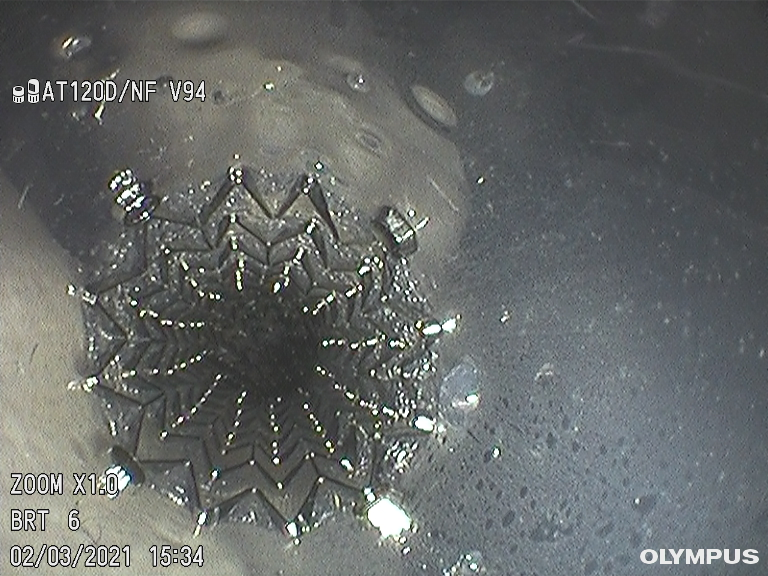 AT120D/NF V94
ZOOM X1.0
BRT 6
02/03/2021 15:34
OLYMPUS